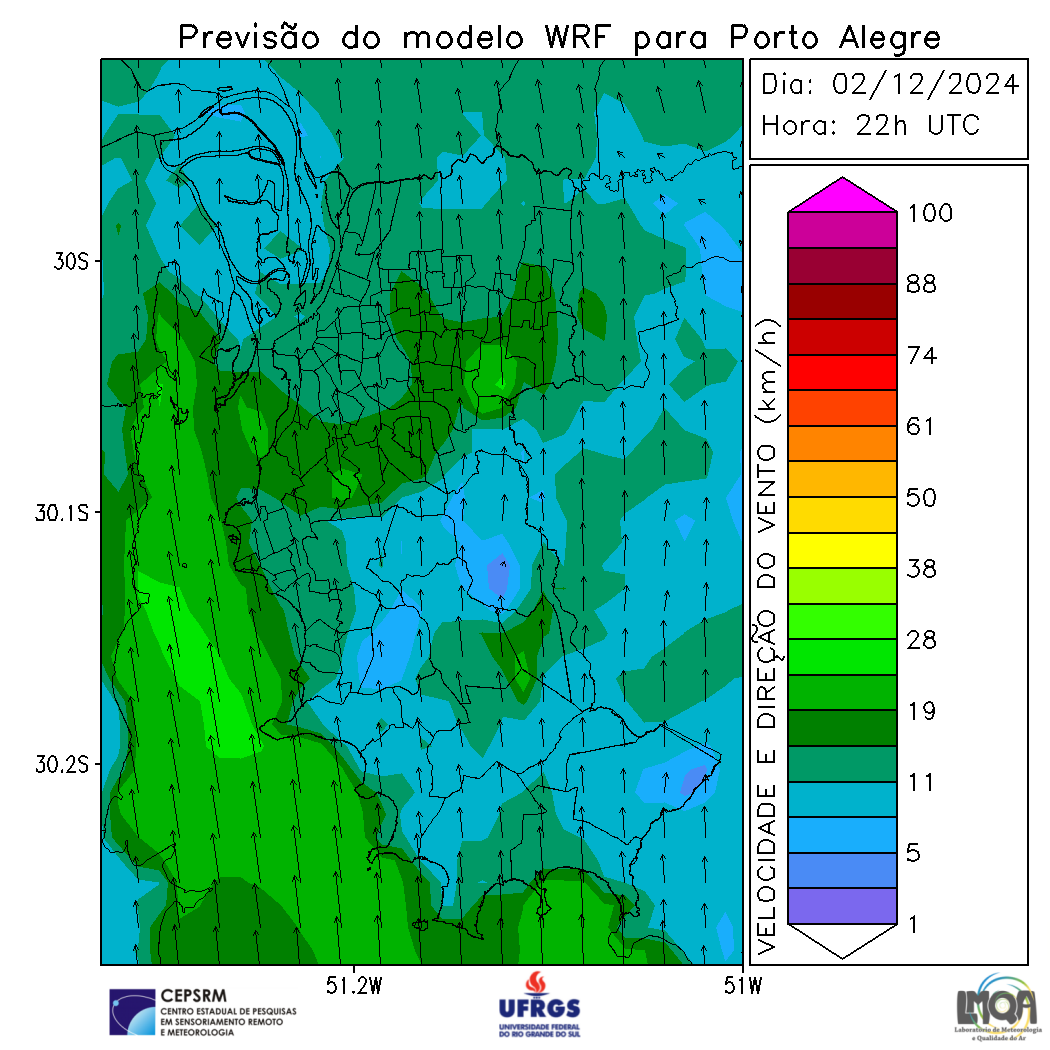 Previsão do modelo WRF para Porto Alegre
Dia: 02/12/2024
Hora: 22h UTC
30S
30.1S
30.2S
51.2W
51W
VELOCIDADE E DIREÇÃO DO VENTO (km/h)
100
88
74
61
50
38
28
19
11
5
1
CEPSRM
CENTRO ESTADUAL DE PESQUISAS
EM SENSORIAMENTO REMOTO
E METEOROLOGIA
UFRGS
UNIVERSIDADE FEDERAL
DO RIO GRANDE DO SUL
LMQA
Laboratório de Meteorologia
e Qualidade do Ar